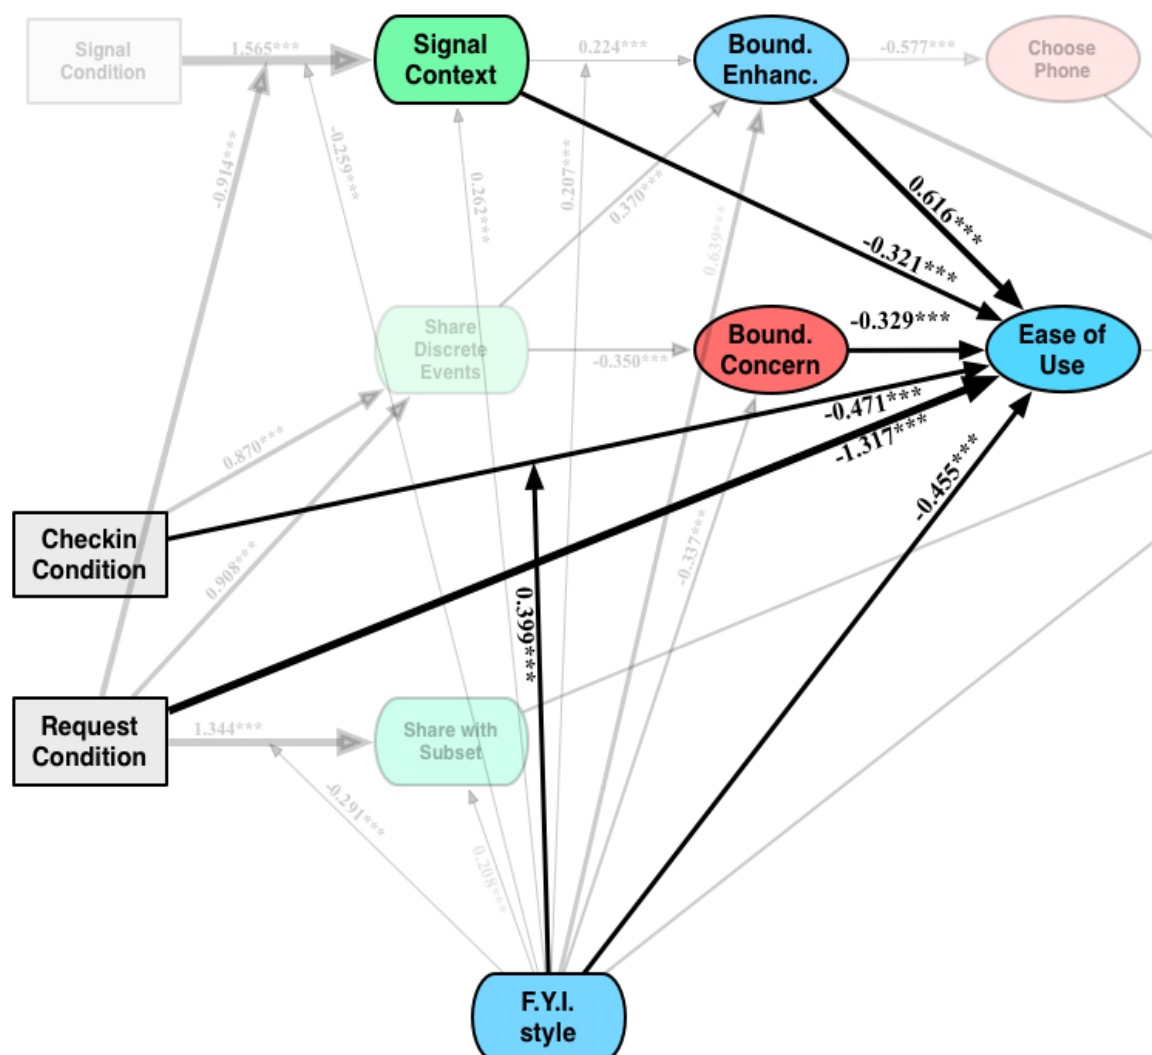 Signal
Condition
1.565***
Signal
Context
0.224***
Bound.
Enhanc.
-0.577***
Choose
Phone
-0.914***
-0.259***
0.262***
0.207***
0.370***
0.639***
0.616***
-0.321***
Share
Discrete
Events
-0.350***
Bound.
Concern
-0.329***
Ease of
Use
-0.471***
-1.317***
0.870***
-0.455***
Checkin
Condition
0.908***
0.399***
-0.337***
Request
Condition
1.344***
Share with
Subset
-0.291***
0.208***
F.Y.I.
style